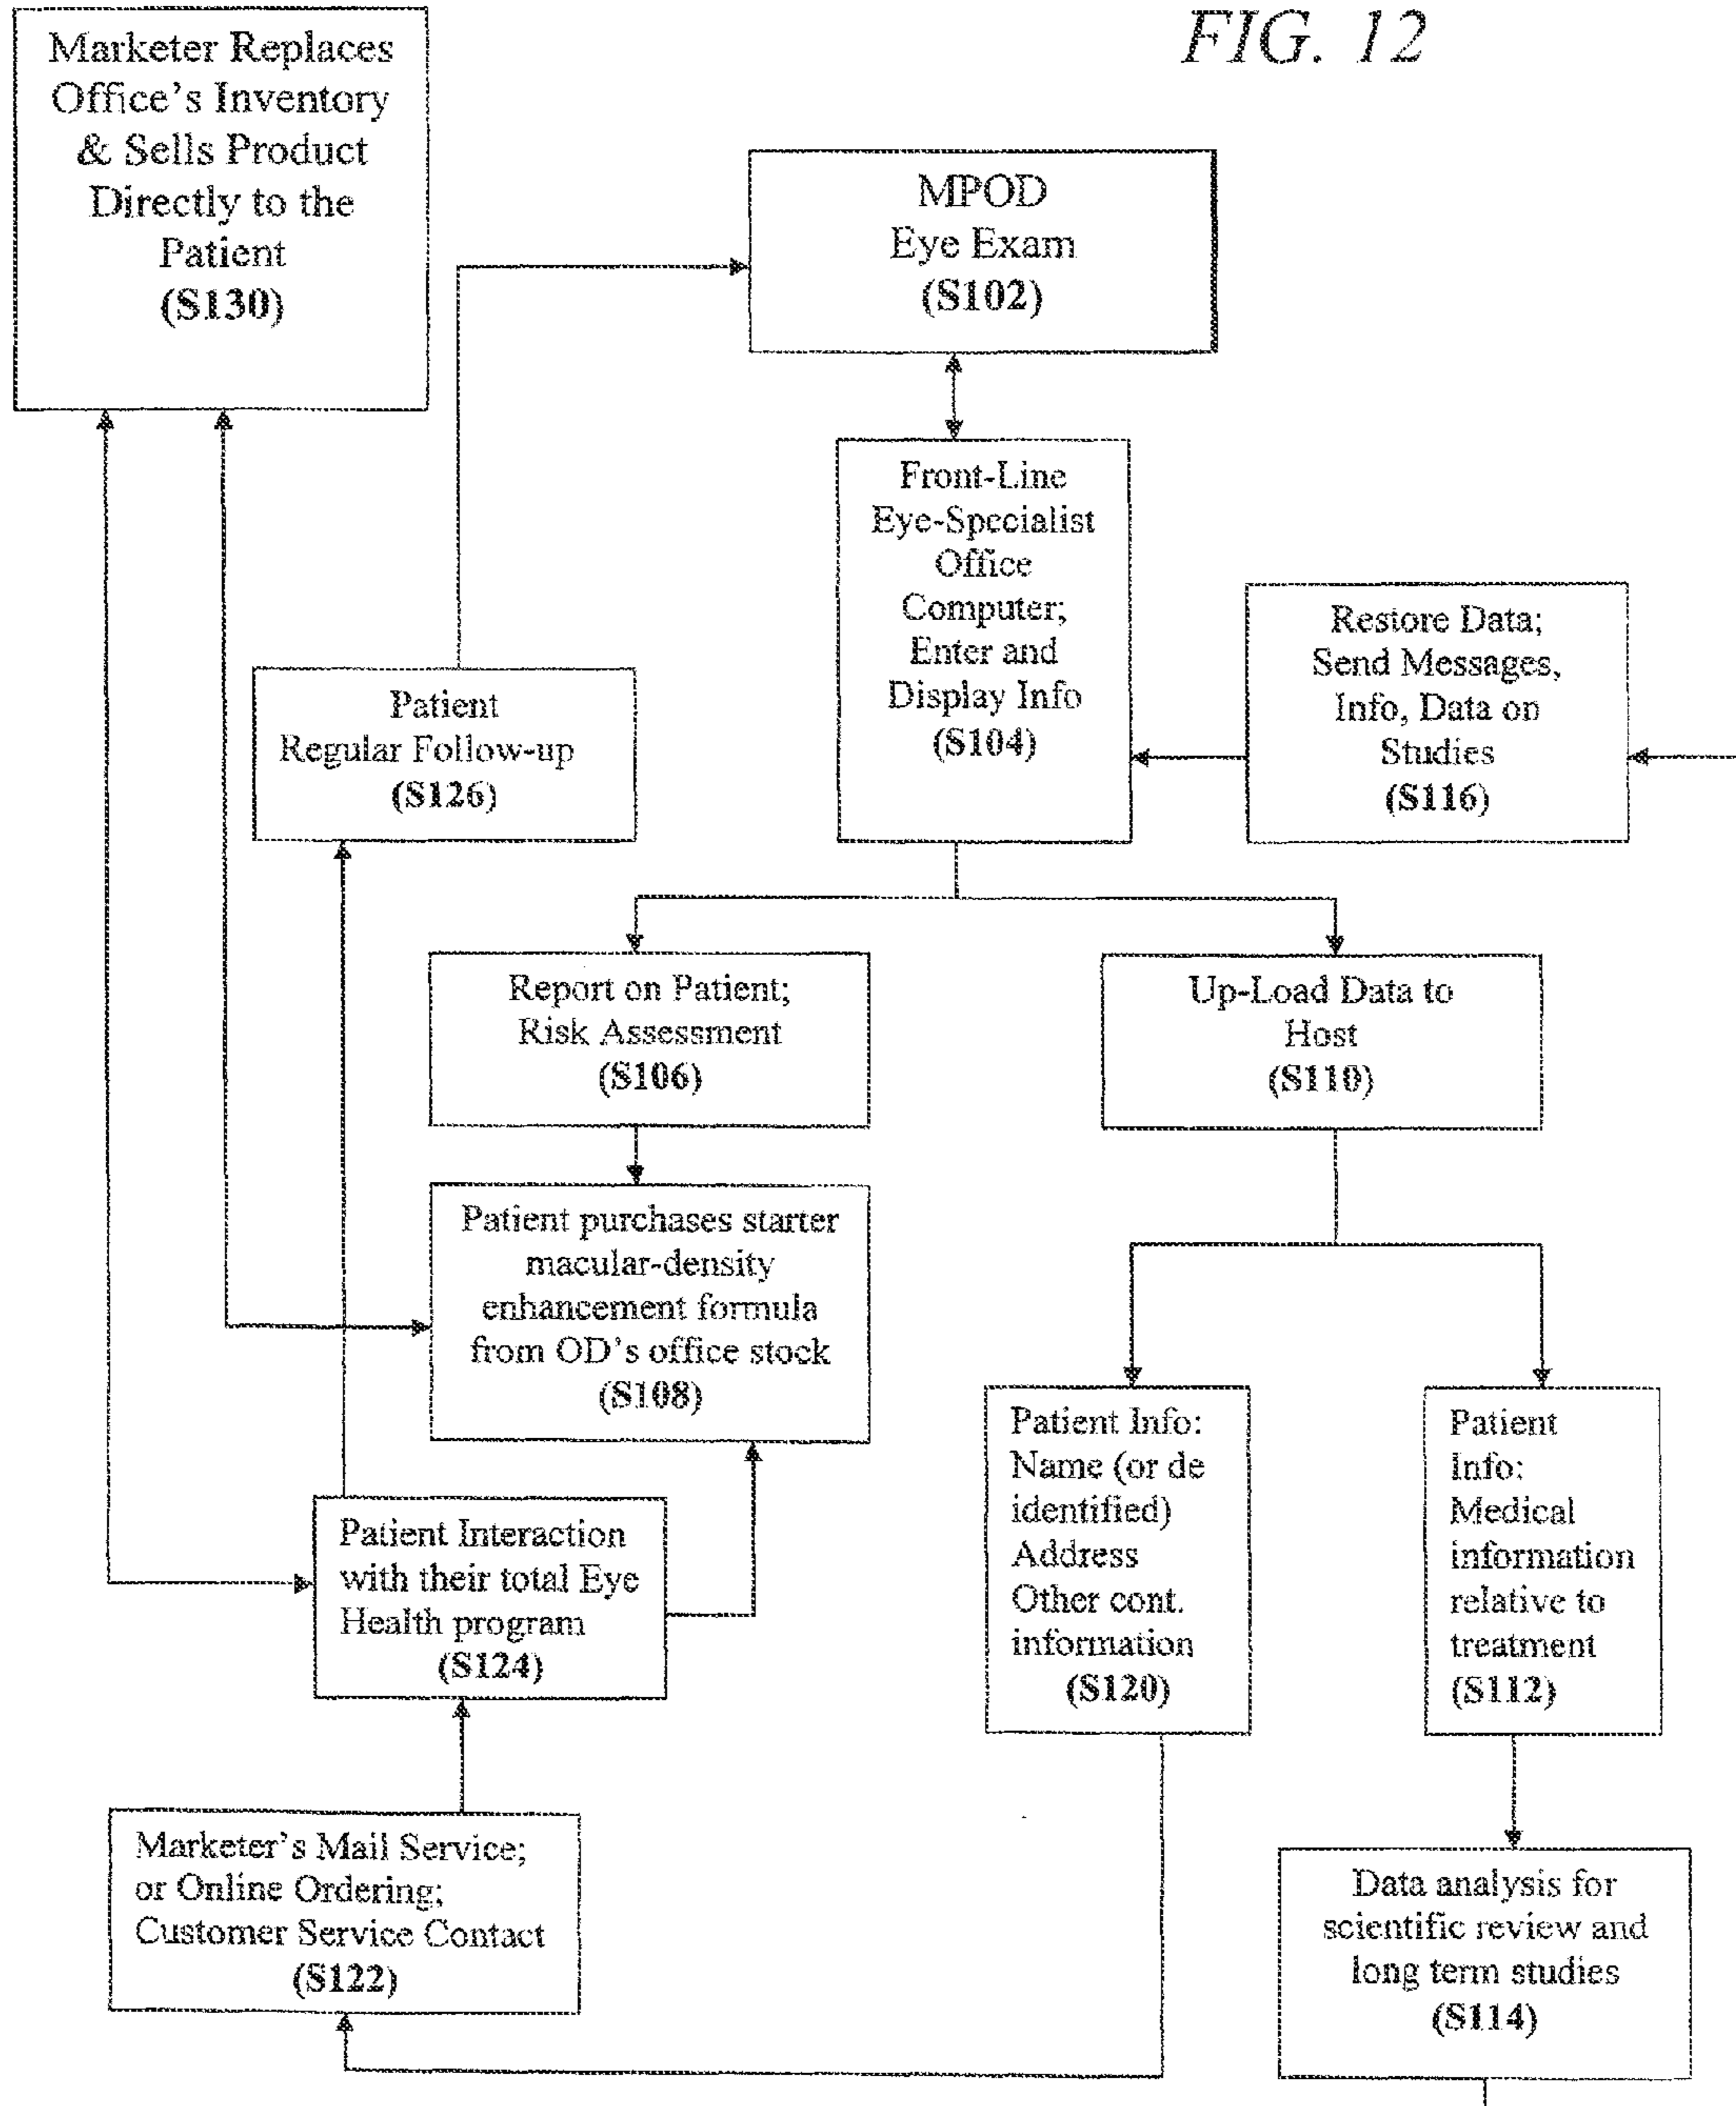 FIG. 12
Marketer Replaces
Office's Inventory
& Sells Product
Directly to the
Patient
(S130)
MPOD
Eye Exam
(S102)
Front-Line
Eye-Specialist
Office
Computer;
Enter and
Display Info
(S104)
Restore Data;
Send Messages,
Info, Data on
Studies
(S116)
Patient
Regular Follow-up
(S126)
Report on Patient;
Risk Assessment
(S106)
Up-Load Data to
Host
(S110)
Patient purchases starter
macular-density
enhancement formula
from OD's office stock
(S108)
Patient Info:
Name (or de
identified)
Address
Other cont.
information
(S120)
Patient
Info:
Medical
information
relative to
treatment
(S112)
Patient Interaction
with their total Eye
Health program
(S124)
Marketer's Mail Service;
or Online Ordering;
Customer Service Contact
(S122)
Data analysis for
scientific review and
long term studies
(S114)